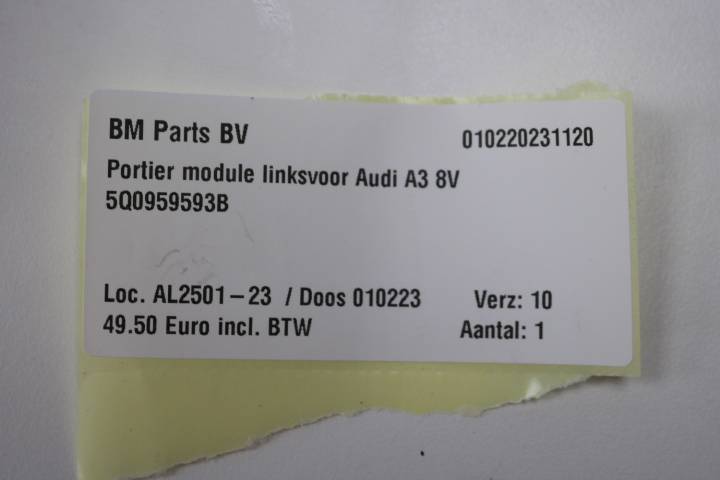 BM Parts BV 010220231120
Portier module linksvoor Audi A3 8V
5Q0959593B
Loc. AL2501-23 / Doos 010223 Verz: 10
49.50 Euro incl. BTW Aantal: 1